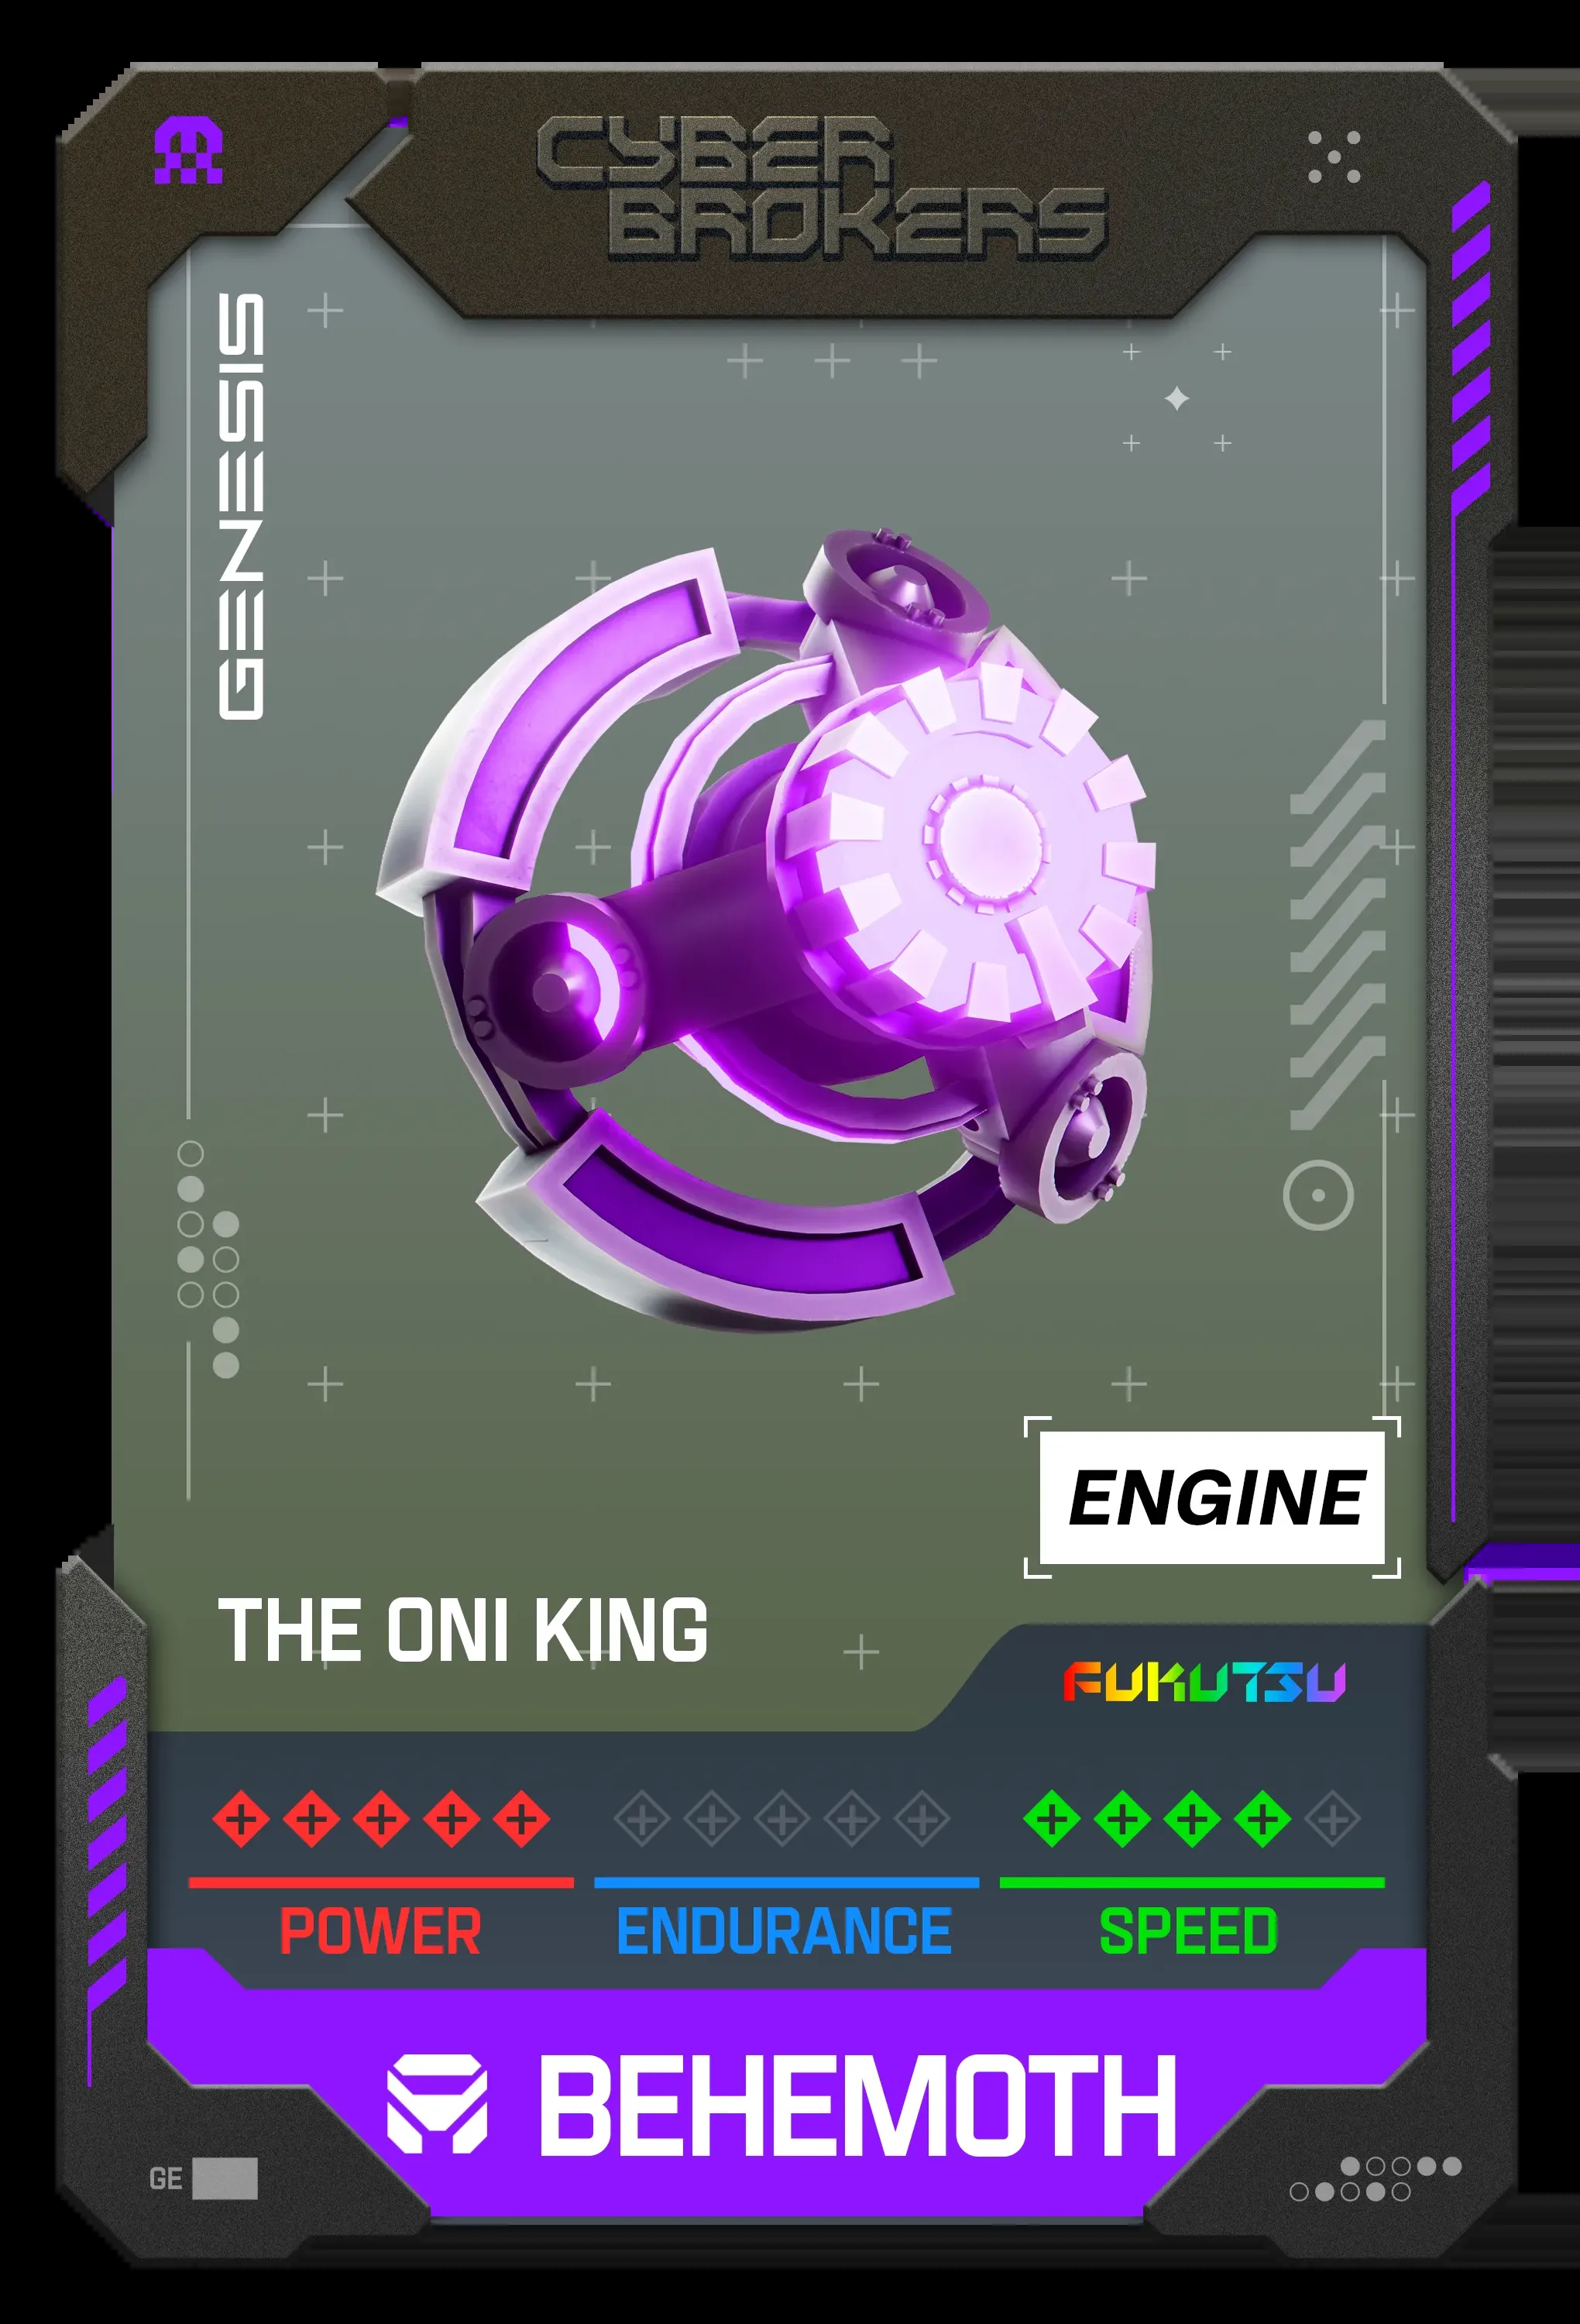 CYBER
BROKERS
GENESIS
ENGINE
THE ONI KING
FUKUTSU
POWER
ENDURANCE
SPEED
BEHEMOTH
GE